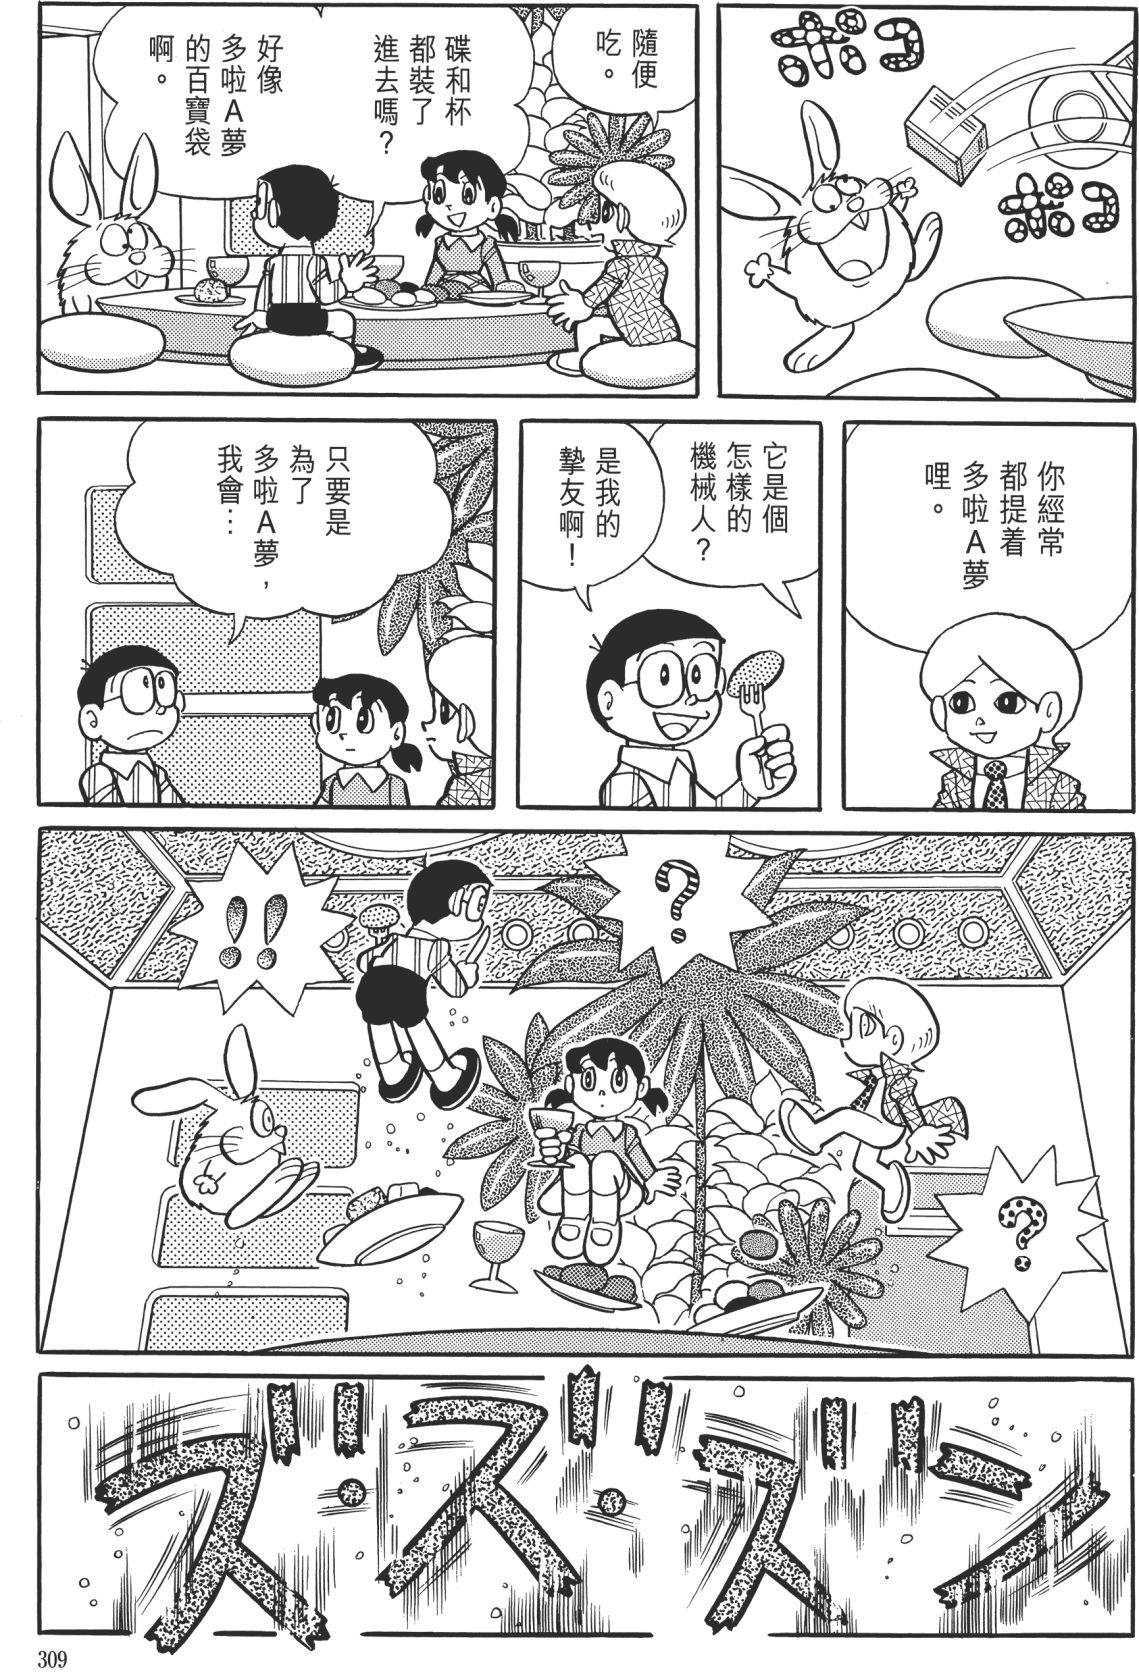 ポコ
ポコ
隨便
吃。
碟和杯
都裝了
進去嗎？
好像
多啦A夢
的百寶袋
啊。
你經常
都提着
多啦A夢
哩。
它是個
怎樣的
機械人？
是我的
摯友啊！
只要是
為了
多啦A夢，
我會…
？
!!
？
ズズズン
309